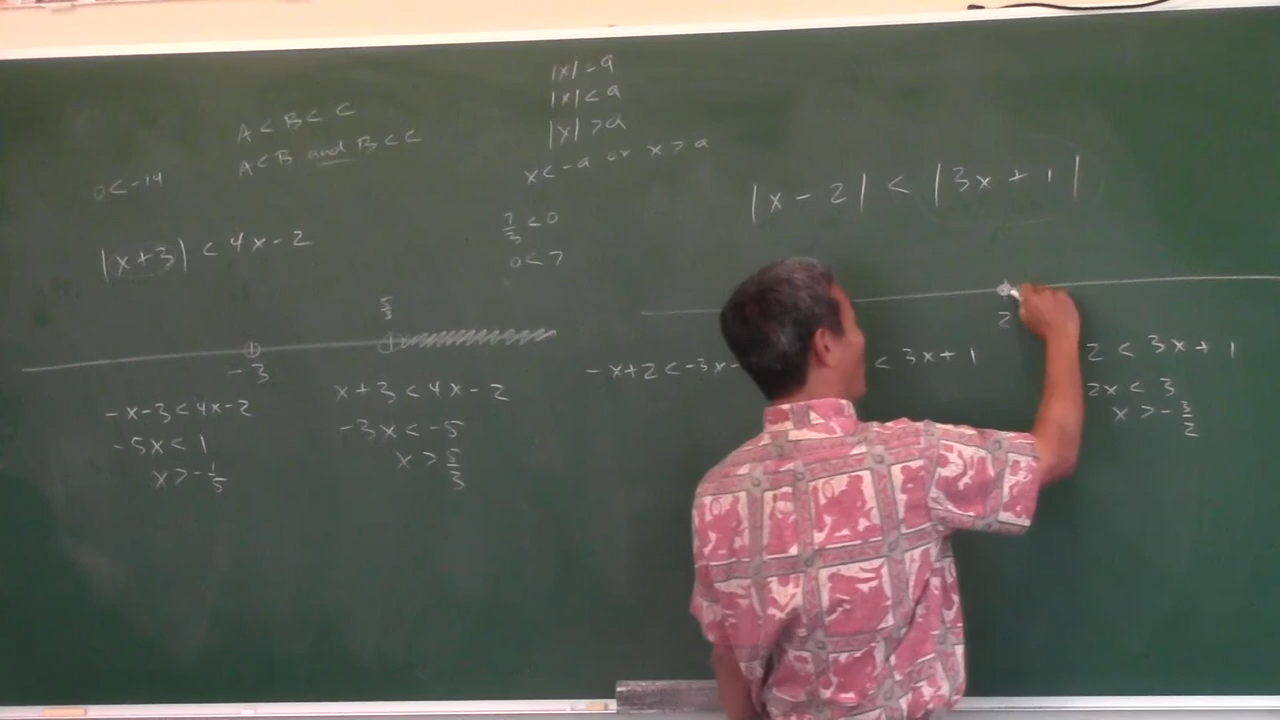 |x|=a
|x|<a
|x|>a
x<-a or x>a
A<B<C
A<B and B<C
0<-14
|x+3|<4x-2
7/3<0
0<7
5/3
-3
-x-3<4x-2
-5x<1
x>-1/5
x+3<4x-2
-3x<-5
x>5/3
|x-2|<|3x+1|
2
-x+2<-3x-
<3x+1
2<3x+1
2x<3
x>-3/2